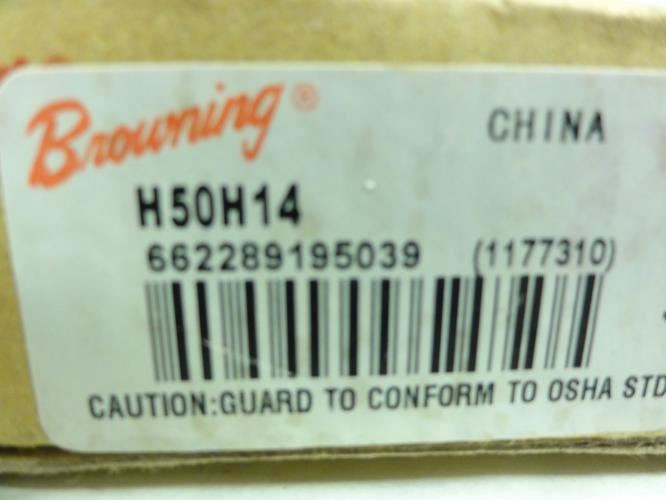 Browning® CHINA
H50H14
662289195039 (1177310)
CAUTION:GUARD TO CONFORM TO OSHA STD